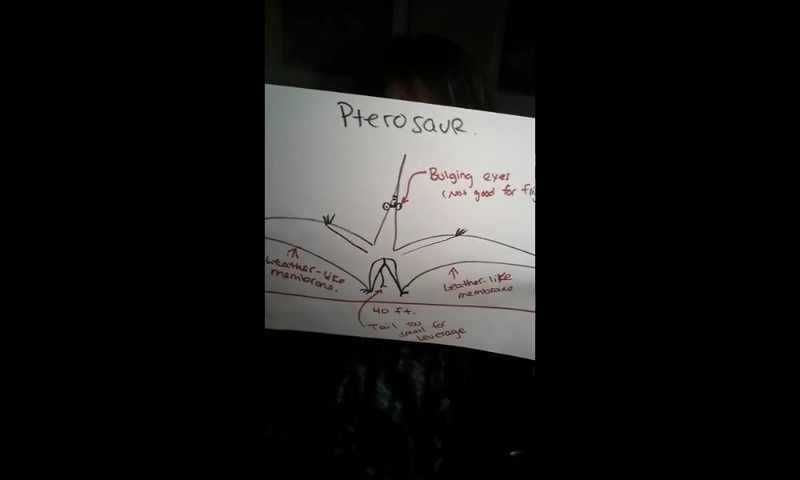 Pterosaur.
Bulging eyes
(Not good for
Leather-like
membrane.
Leather-like
membrane
40 ft.
Tail too
small for
leverage